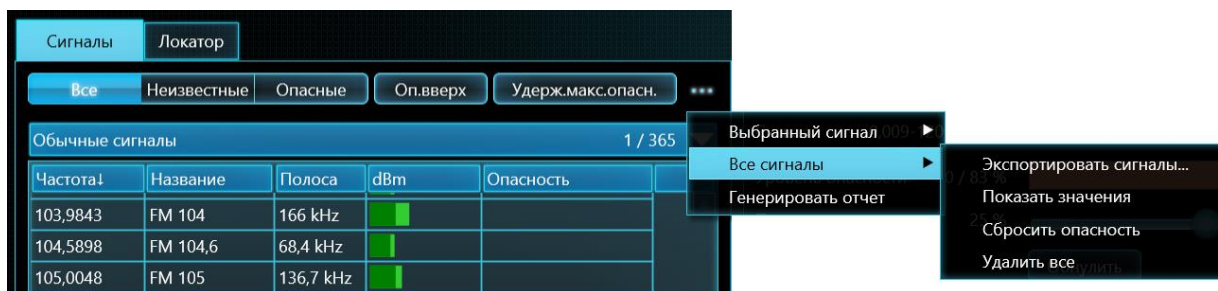 Сигналы Локатор
Все Неизвестные Опасные Оп.вверх Удерж.макс.опасн. •••
Обычные сигналы 1 / 365
Частота↓ Название Полоса dBm Опасность
103,9843 FM 104 166 kHz
104,5898 FM 104,6 68,4 kHz
105,0048 FM 105 136,7 kHz
Выбранный сигнал
Все сигналы
Генерировать отчет
Экспортировать сигналы...
Показать значения
Сбросить опасность
Удалить все